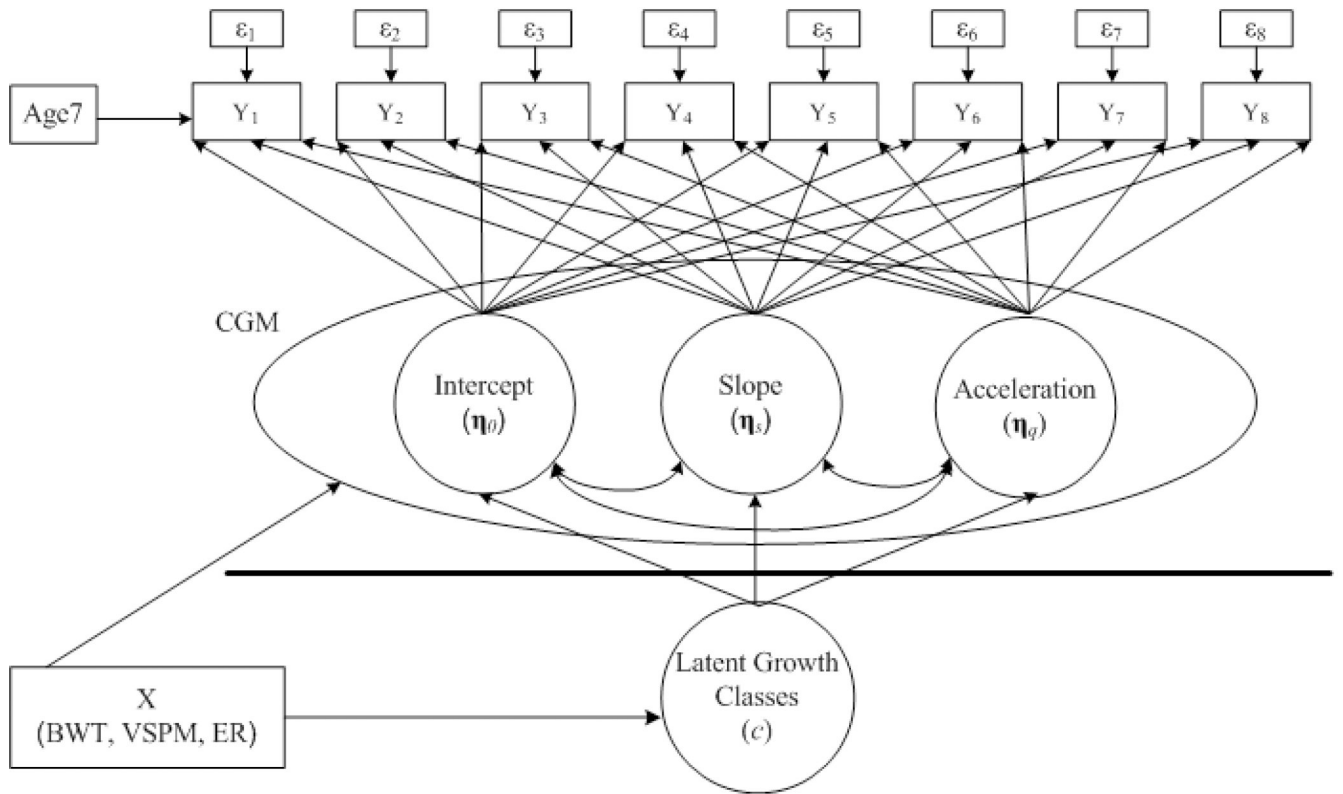 ε₁ ε₂ ε₃ ε₄ ε₅ ε₆ ε₇ ε₈
Age7 Y₁ Y₂ Y₃ Y₄ Y₅ Y₆ Y₇ Y₈
CGM
Intercept
(η₀)
Slope
(ηₛ)
Acceleration
(η_q)
Latent Growth
Classes
(c)
X
(BWT, VSPM, ER)